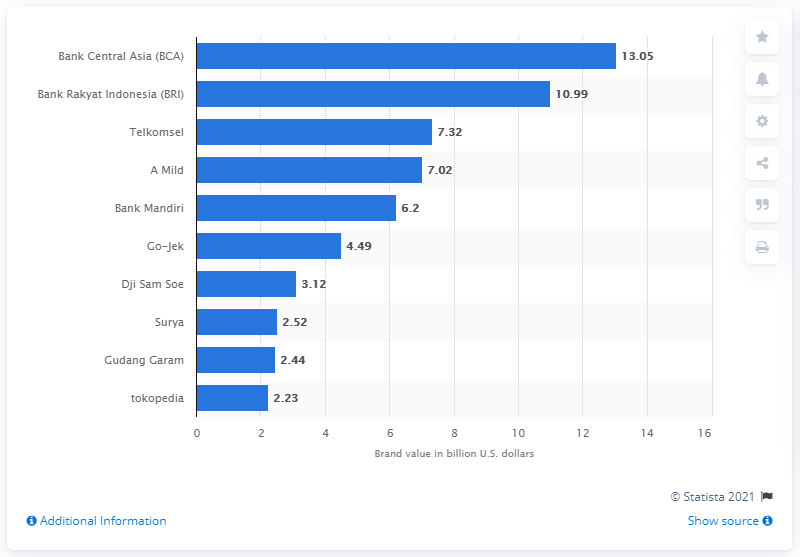 Bank Central Asia (BCA) 13.05
Bank Rakyat Indonesia (BRI) 10.99
Telkomsel 7.32
A Mild 7.02
Bank Mandiri 6.2
Go-Jek 4.49
Dji Sam Soe 3.12
Surya 2.52
Gudang Garam 2.44
tokopedia 2.23
0 2 4 6 8 10 12 14 16
Brand value in billion U.S. dollars
© Statista 2021
Additional Information Show source